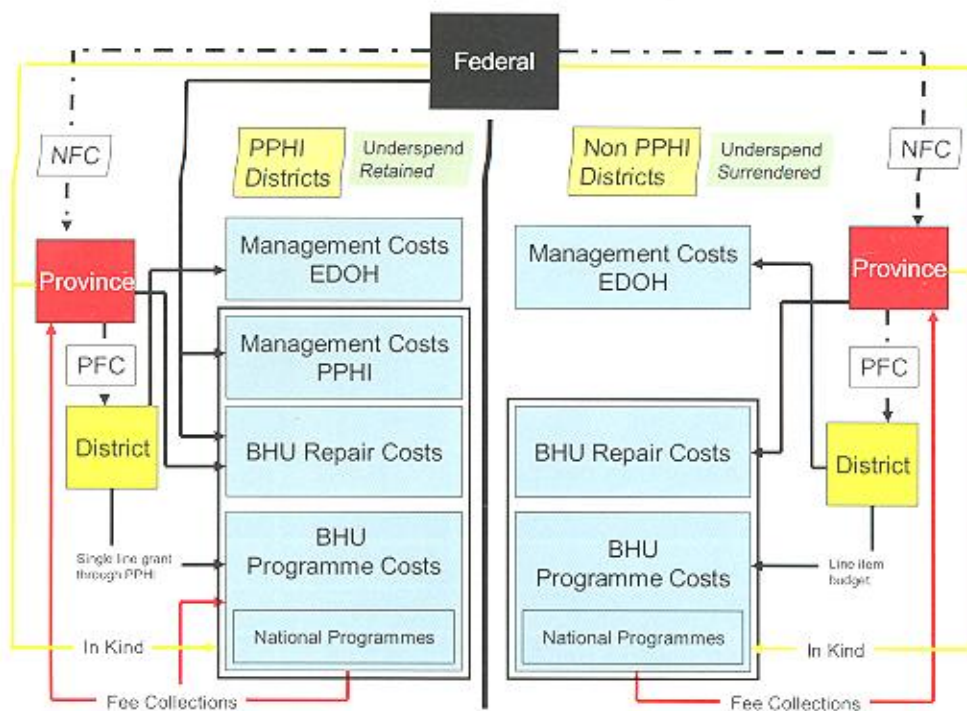 Federal
NFC
PPHI
Districts
Underspend
Retained
Non PPHI
Districts
Underspend
Surrendered
NFC
Management Costs
EDOH
Management Costs
EDOH
Province
Province
Management Costs
PPHI
PFC
PFC
District
BHU Repair Costs
BHU Repair Costs
District
BHU
Programme Costs
BHU
Programme Costs
Single line grant
through PPHI
Line item
budget
National Programmes
National Programmes
In Kind
In Kind
Fee Collections
Fee Collections